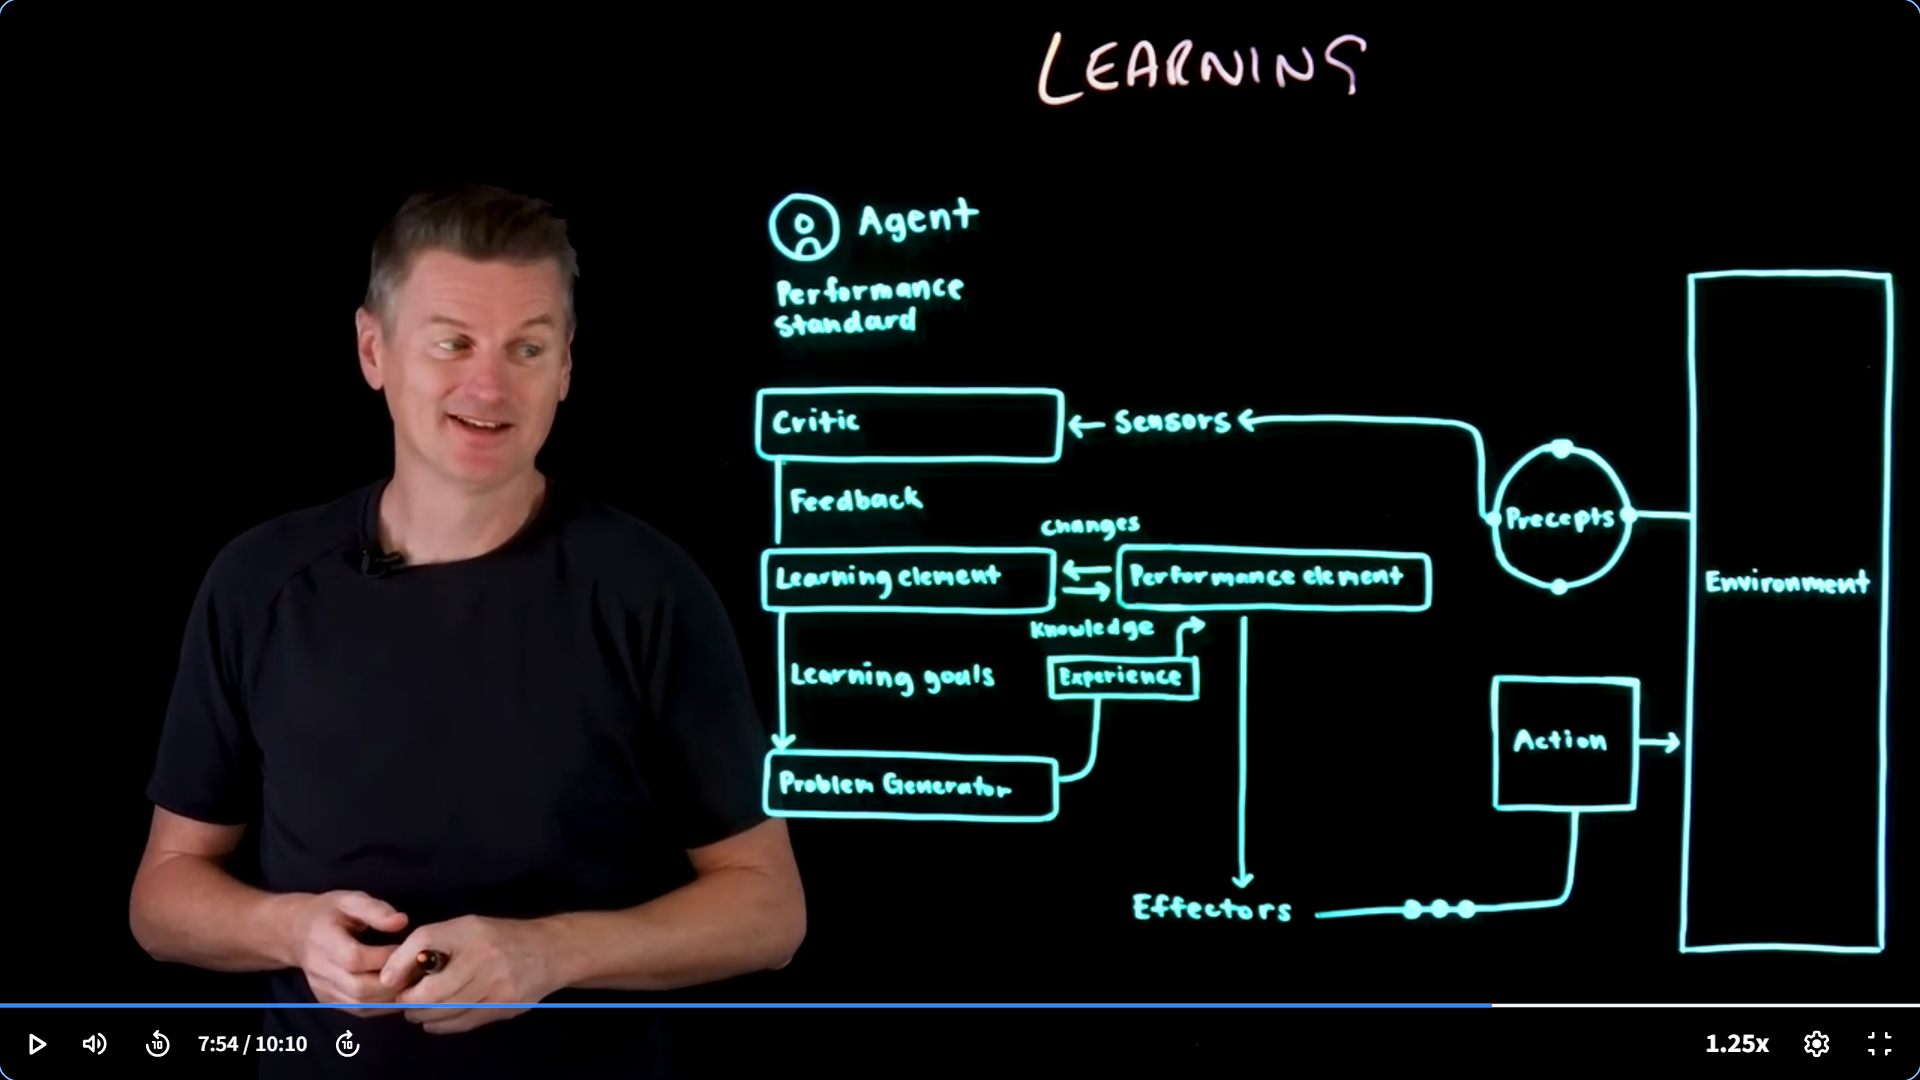 LEARNING
Agent
Performance
Standard
Critic
Sensors
Feedback
Changes
Precepts
Learning element
Performance element
Environment
Knowledge
Learning goals
Experience
Action
Problem Generator
Effectors
10
7:54 / 10:10
10
1.25x